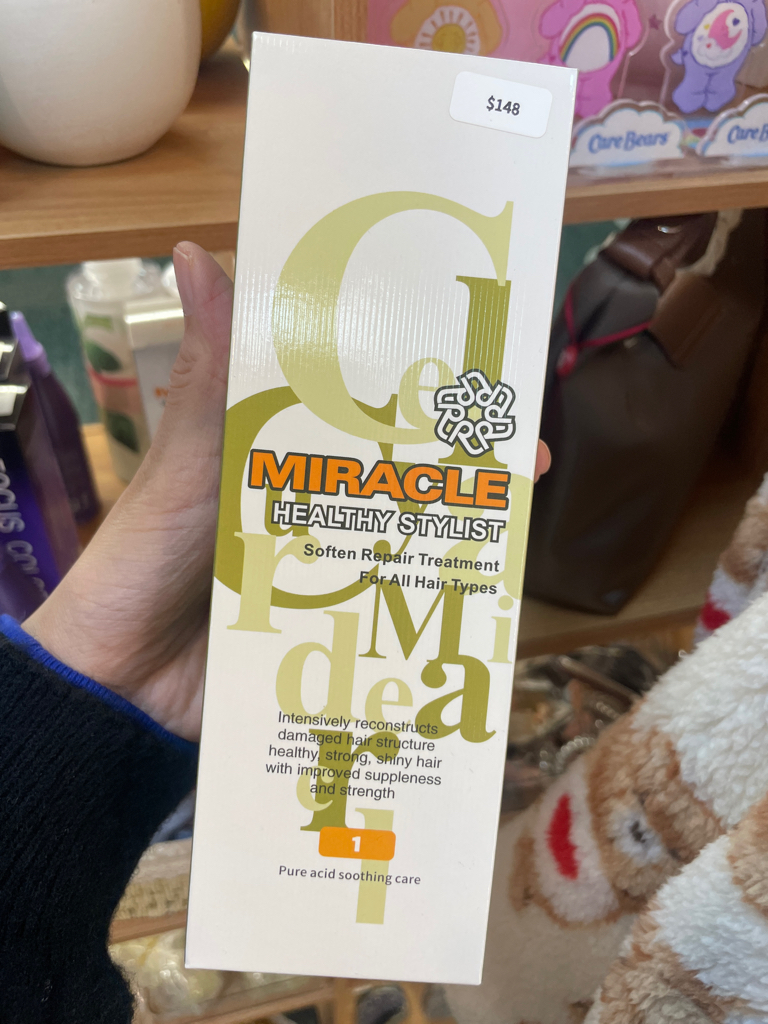 $148
Care Bears
Care B
MIRACLE
HEALTHY STYLIST
Soften Repair Treatment
For All Hair Types
Intensively reconstructs
damaged hair structure
healthy, strong, shiny hair
with improved suppleness
and strength
1
Pure acid soothing care